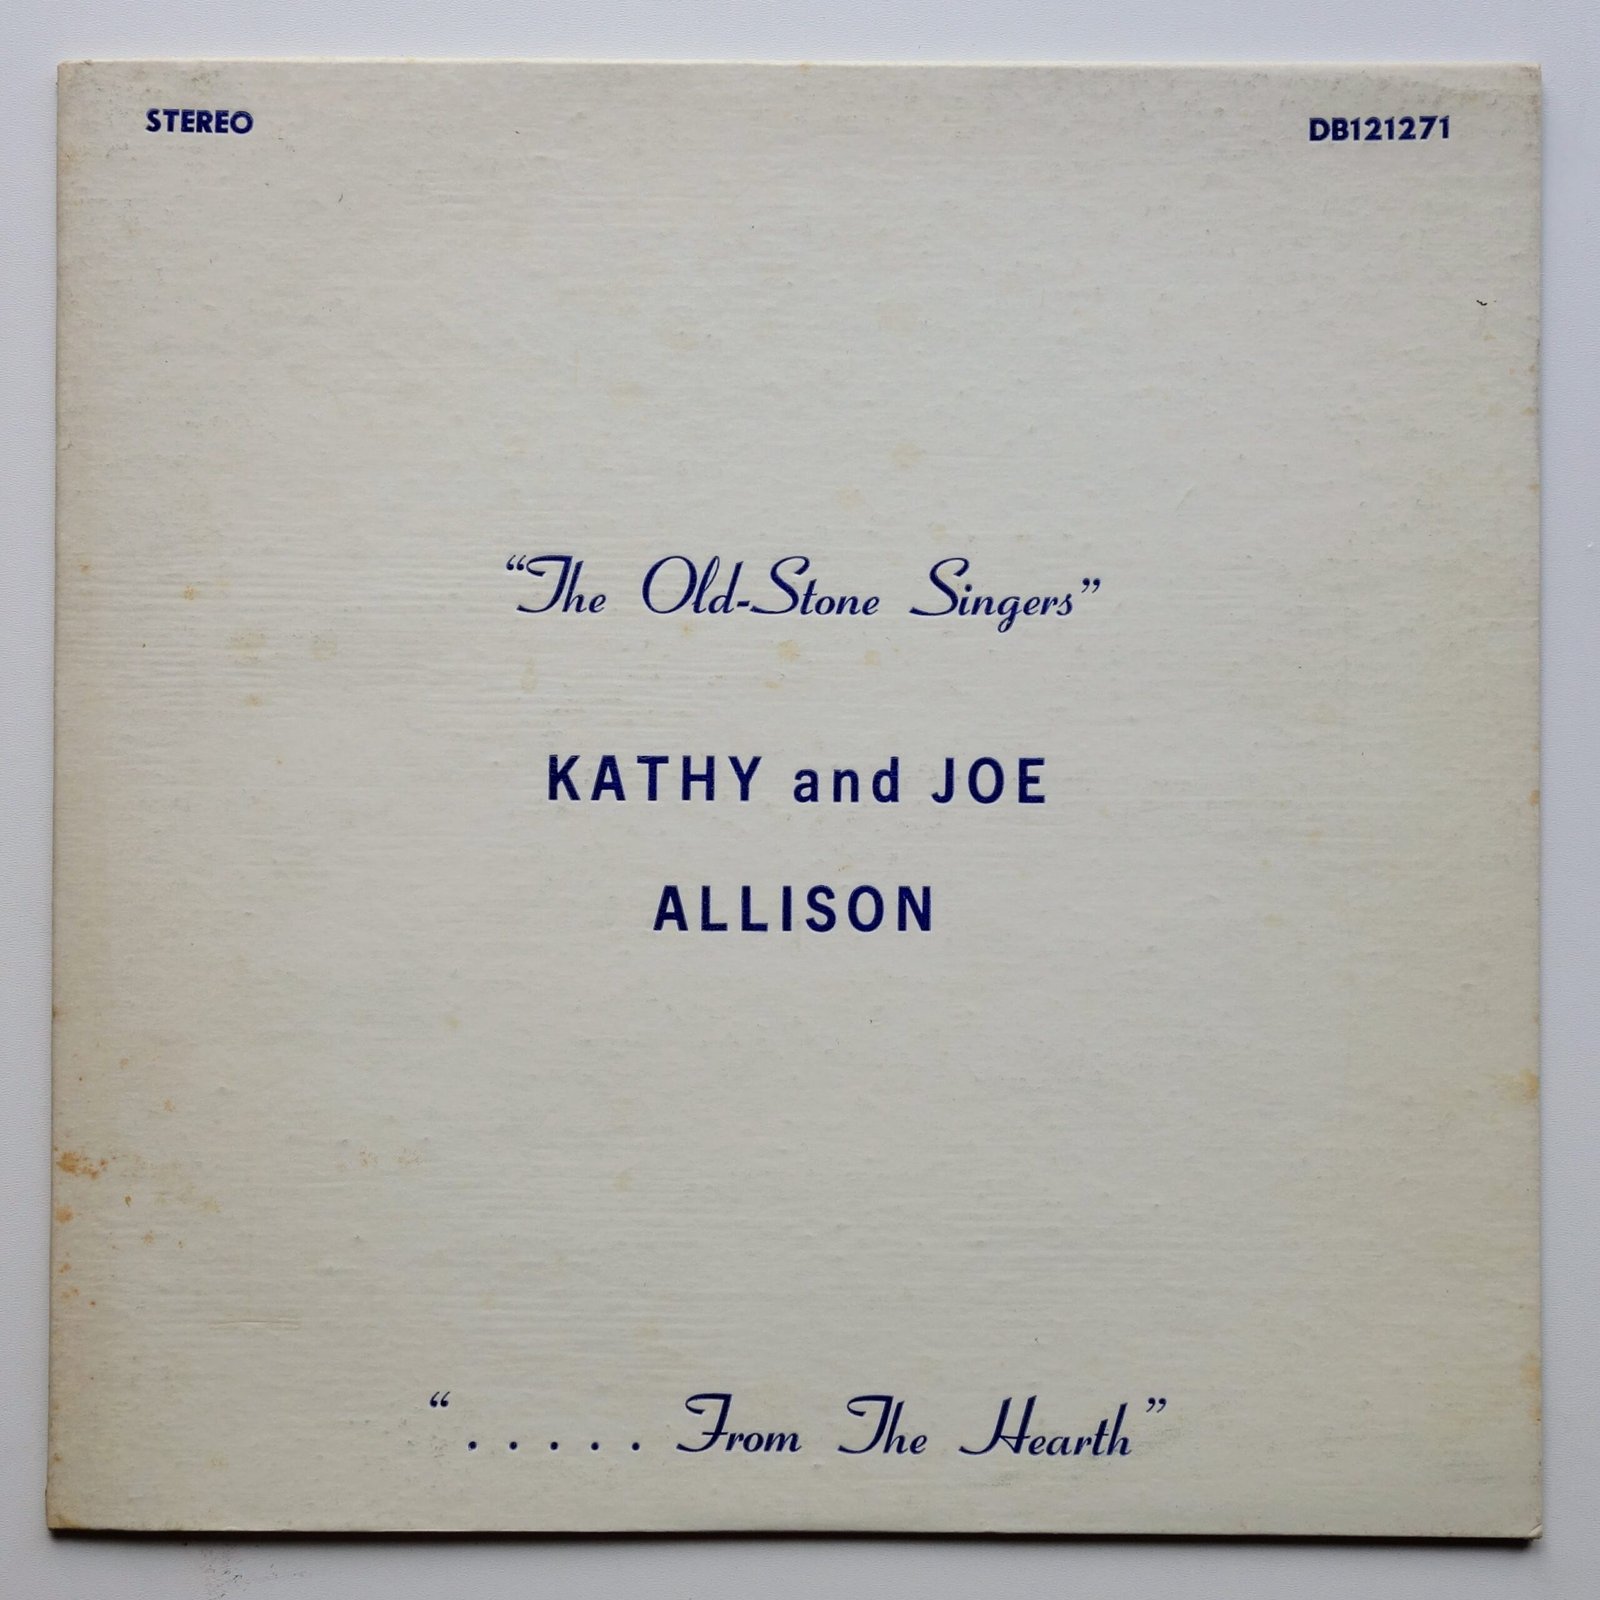 STEREO
DB121271
“The Old-Stone Singers”
KATHY and JOE
ALLISON
“..... From The Hearth”